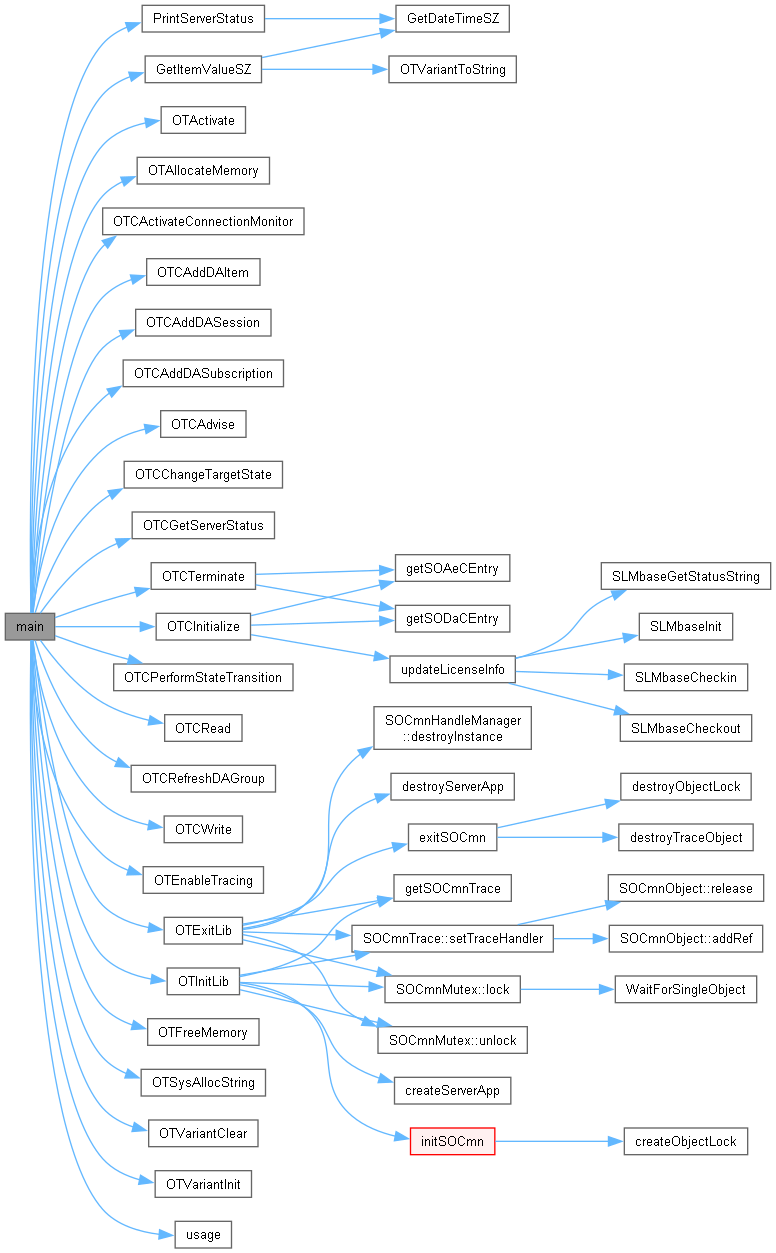 PrintServerStatus
GetDateTimeSZ
GetItemValueSZ
OTVariantToString
OTActivate
OTAllocateMemory
OTCActivateConnectionMonitor
OTCAddDAItem
OTCAddDASession
OTCAddDASubscription
OTCAdvise
OTCChangeTargetState
OTCGetServerStatus
getSOAeCEntry
OTCTerminate
SLMbaseGetStatusString
getSODaCEntry
main
OTCInitialize
SLMbaseInit
updateLicenseInfo
OTCPerformStateTransition
SLMbaseCheckin
SOCmnHandleManager
::destroyInstance
OTCRead
SLMbaseCheckout
OTCRefreshDAGroup
destroyServerApp
destroyObjectLock
OTCWrite
exitSOCmn
destroyTraceObject
OTEnableTracing
getSOCmnTrace
SOCmnObject::release
OTExitLib
SOCmnTrace::setTraceHandler
SOCmnObject::addRef
OTInitLib
SOCmnMutex::lock
WaitForSingleObject
OTFreeMemory
SOCmnMutex::unlock
OTSysAllocString
createServerApp
OTVariantClear
initSOCmn
createObjectLock
OTVariantInit
usage